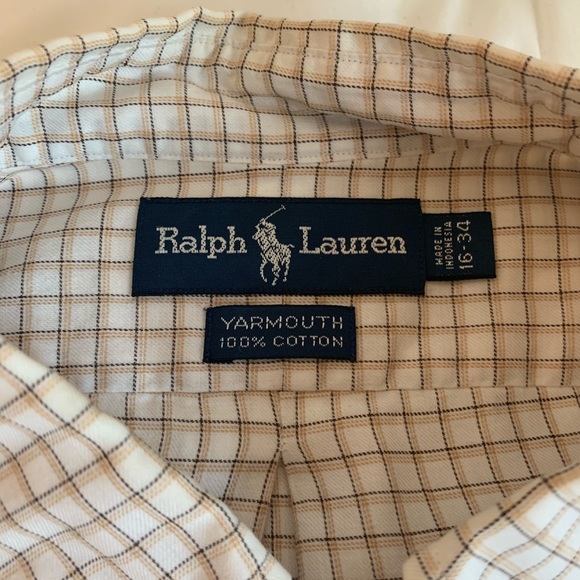 Ralph Lauren
MADE IN
INDONESIA
16-34
YARMOUTH
100% COTTON